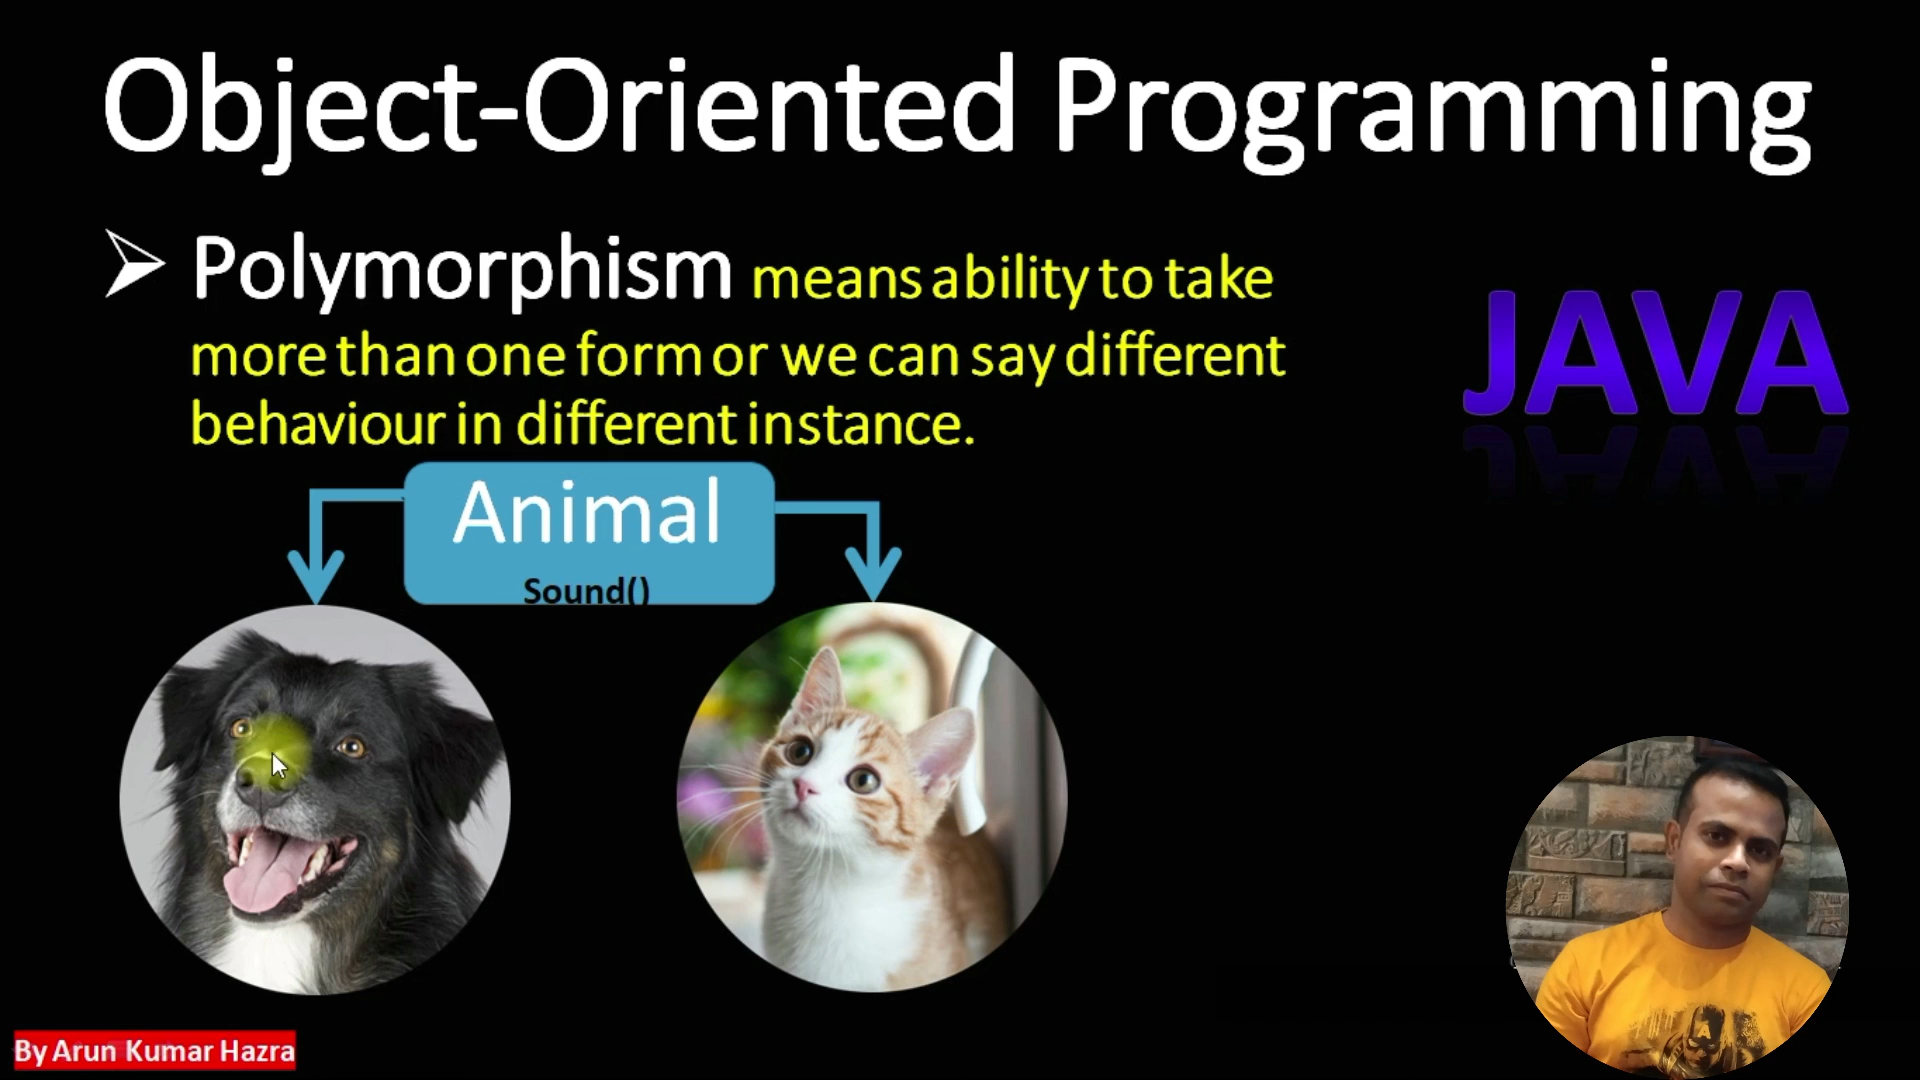 Object-Oriented Programming
➢ Polymorphism means ability to take
more than one form or we can say different
behaviour in different instance.
JAVA
Animal
Sound()
By Arun Kumar Hazra